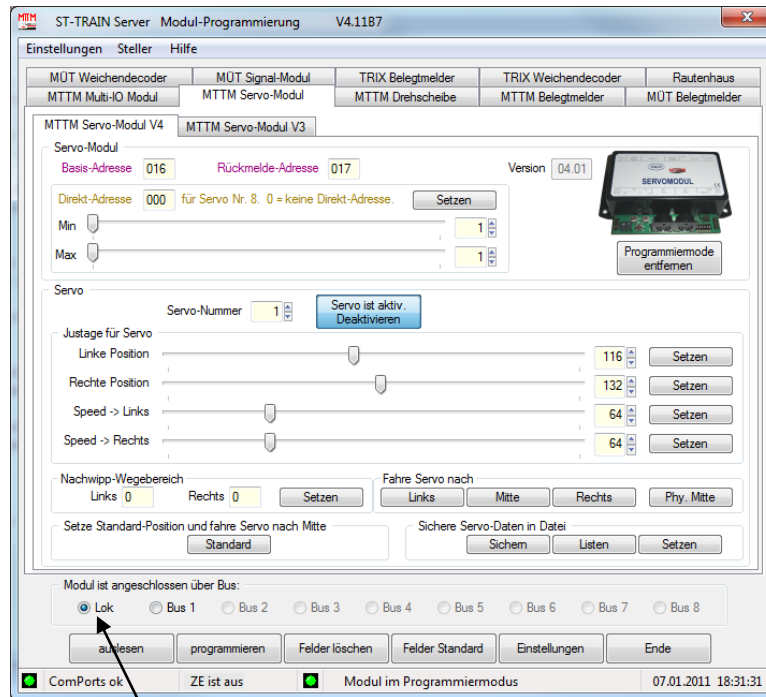 MTTM
ST-TRAIN Server Modul-Programmierung V4.11B7
Einstellungen Steller Hilfe
MÜT Weichendecoder MÜT Signal-Modul TRIX Belegtmelder TRIX Weichendecoder Rautenhaus
MTTM Multi-IO Modul MTTM Servo-Modul MTTM Drehscheibe MTTM Belegtmelder MÜT Belegtmelder
MTTM Servo-Modul V4 MTTM Servo-Modul V3
Servo-Modul
Basis-Adresse 016 Rückmelde-Adresse 017 Version 04.01
SERVOMODUL
Direkt-Adresse 000 für Servo Nr. 8. 0 = keine Direkt-Adresse. Setzen
Min 1
Max 1
Programmiermode
entfernen
Servo
Servo-Nummer 1 Servo ist aktiv.
Deaktivieren
Justage für Servo
Linke Position 116 Setzen
Rechte Position 132 Setzen
Speed -> Links 64 Setzen
Speed -> Rechts 64 Setzen
Nachwipp-Wegebereich Fahre Servo nach
Links 0 Rechts 0 Setzen Links Mitte Rechts Phy. Mitte
Setze Standard-Position und fahre Servo nach Mitte Sichere Servo-Daten in Datei
Standard Sichern Listen Setzen
Modul ist angeschlossen über Bus:
Lok Bus 1 Bus 2 Bus 3 Bus 4 Bus 5 Bus 6 Bus 7 Bus 8
auslesen programmieren Felder löschen Felder Standard Einstellungen Ende
ComPorts ok ZE ist aus Modul im Programmiermodus 07.01.2011 18:31:31